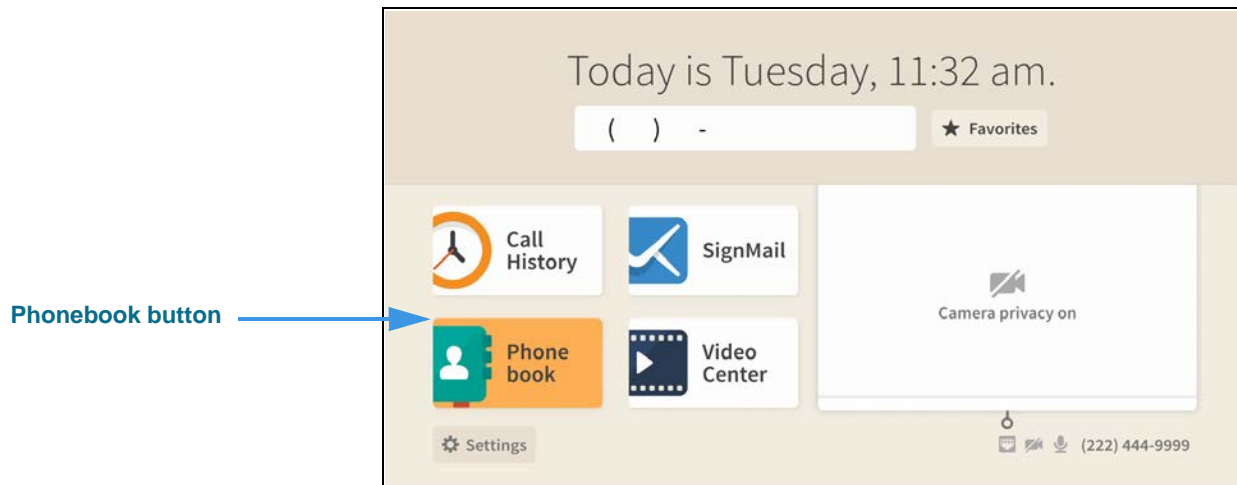 Today is Tuesday, 11:32 am.
( ) -
★ Favorites
Call
History
SignMail
Camera privacy on
Phonebook button
Phone
book
Video
Center
Settings
(222) 444-9999